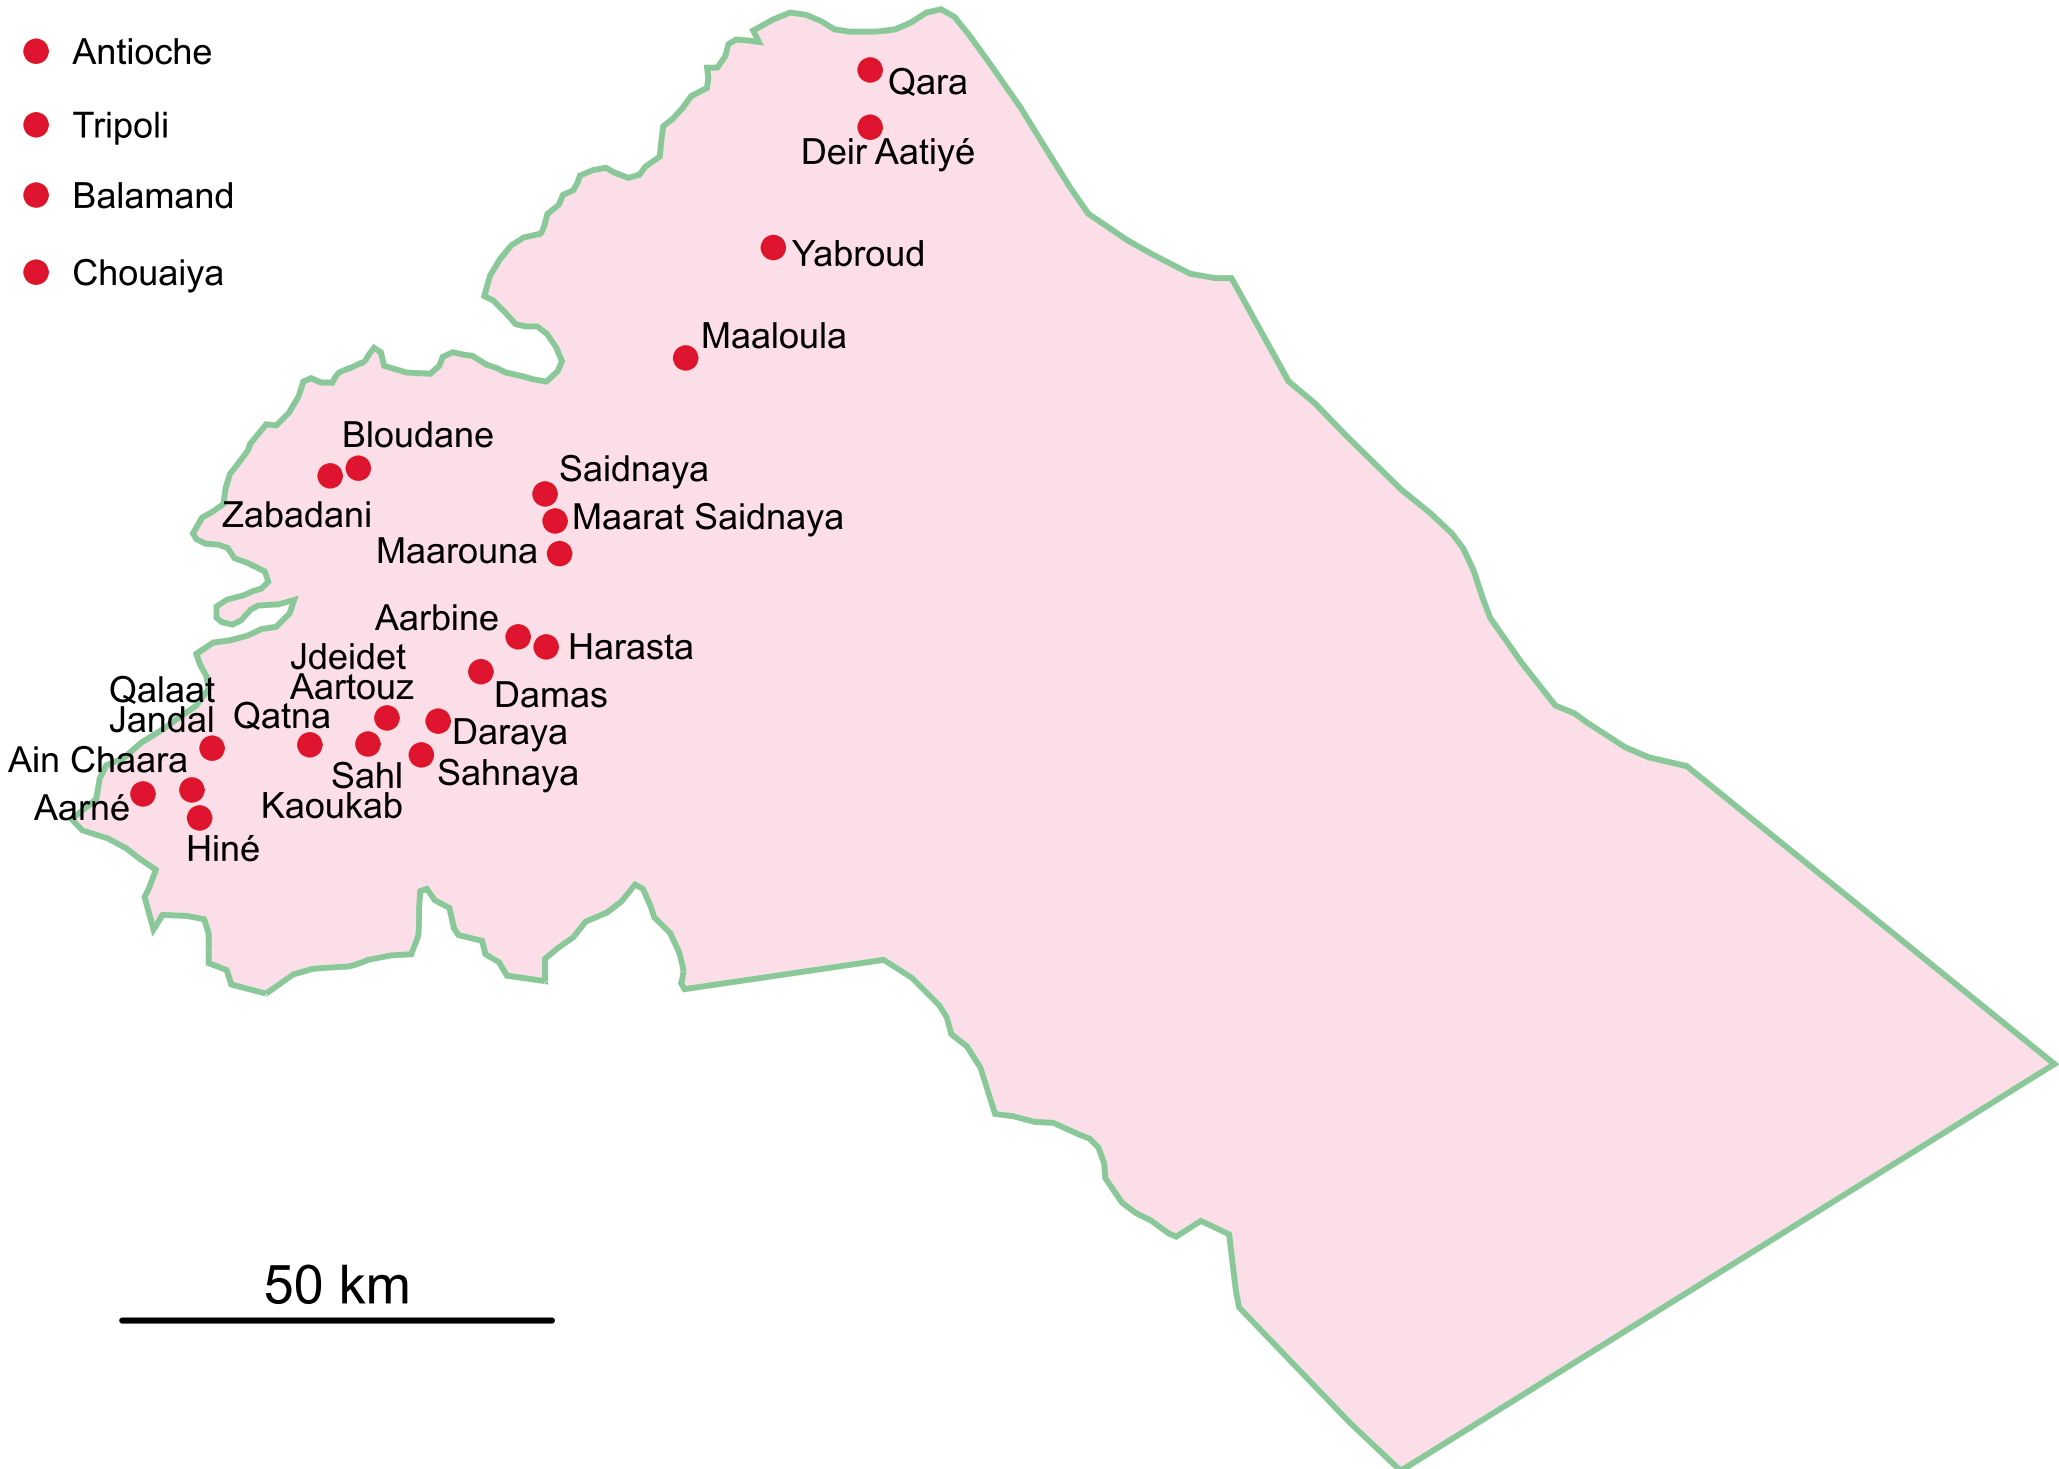 Antioche
Tripoli
Balamand
Chouaiya
Qara
Deir Aatiyé
Yabroud
Maaloula
Bloudane
Zabadani
Saidnaya
Maarat Saidnaya
Maarouna
Aarbine
Harasta
Jdeidet
Aartouz
Damas
Qalaat
Jandal
Qatna
Daraya
Ain Chaara
Sahl
Kaoukab
Sahnaya
Aarné
Hiné
50 km